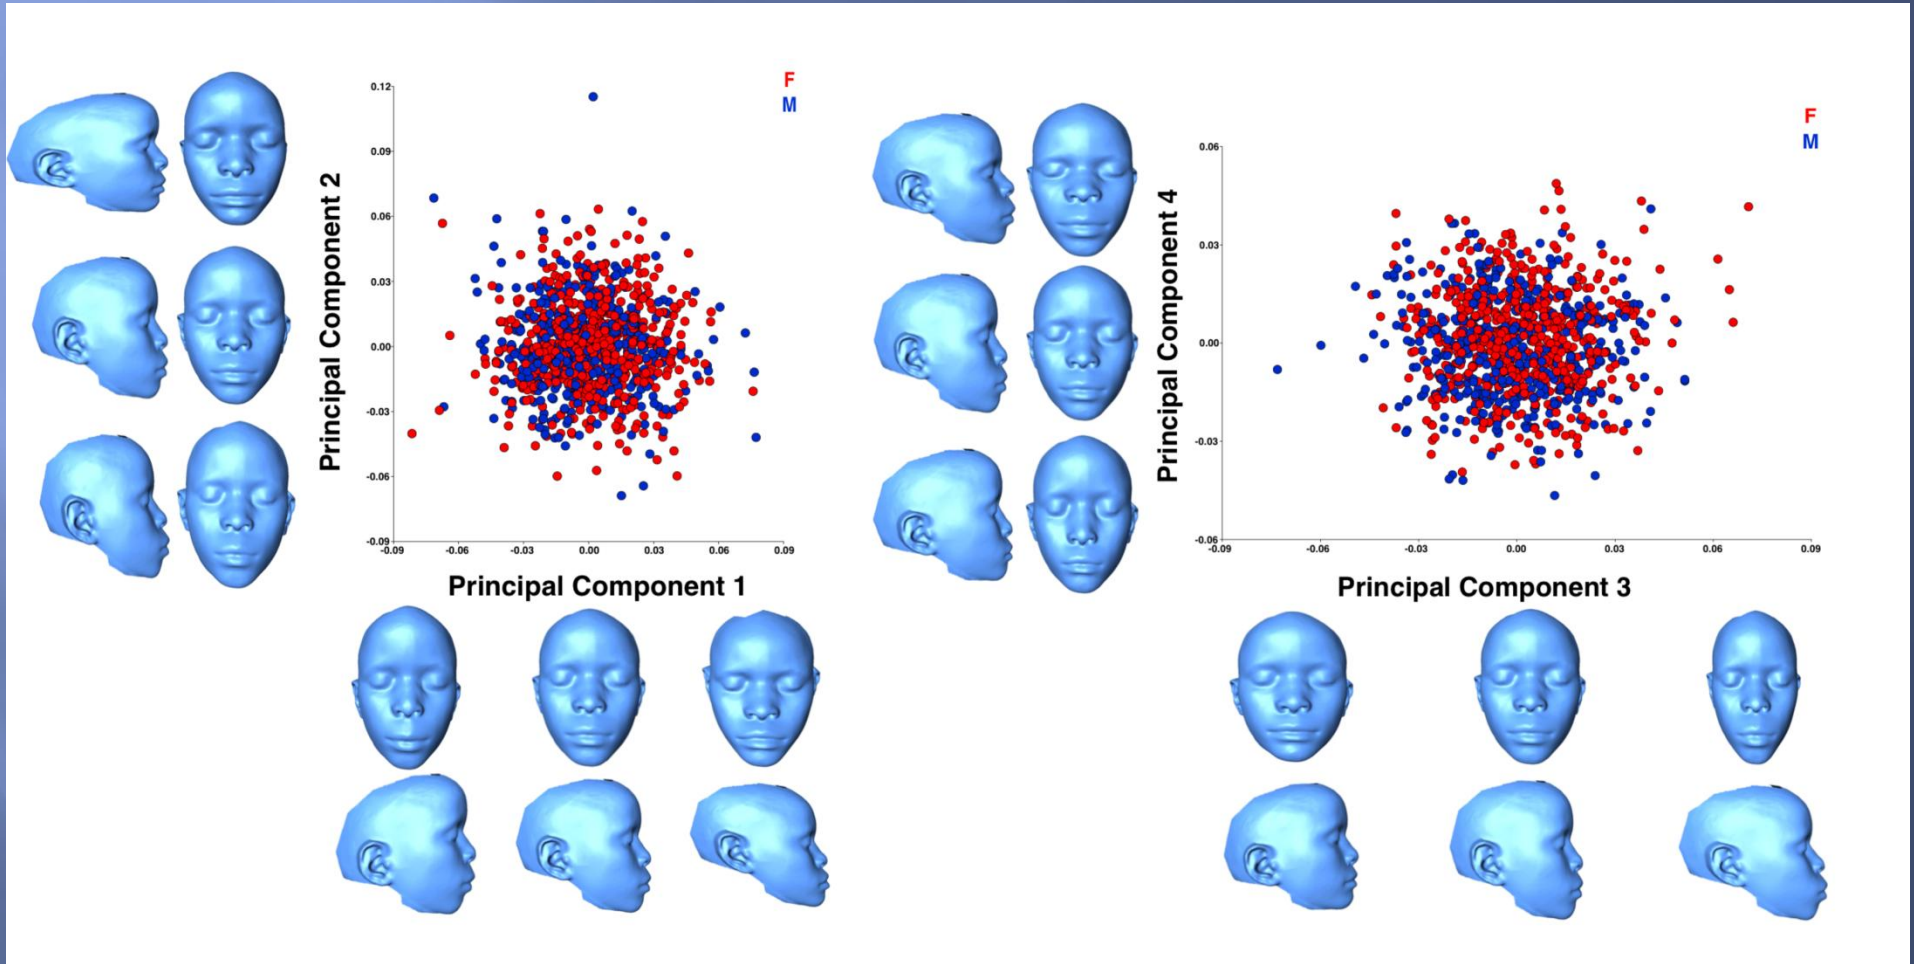 F
M
0.12
0.09
0.06
0.03
0.00
-0.03
-0.06
-0.09
Principal Component 2
-0.09 -0.06 -0.03 0.00 0.03 0.06 0.09
Principal Component 1
F
M
0.06
0.03
0.00
-0.03
-0.06
Principal Component 4
-0.09 -0.06 -0.03 0.00 0.03 0.06 0.09
Principal Component 3